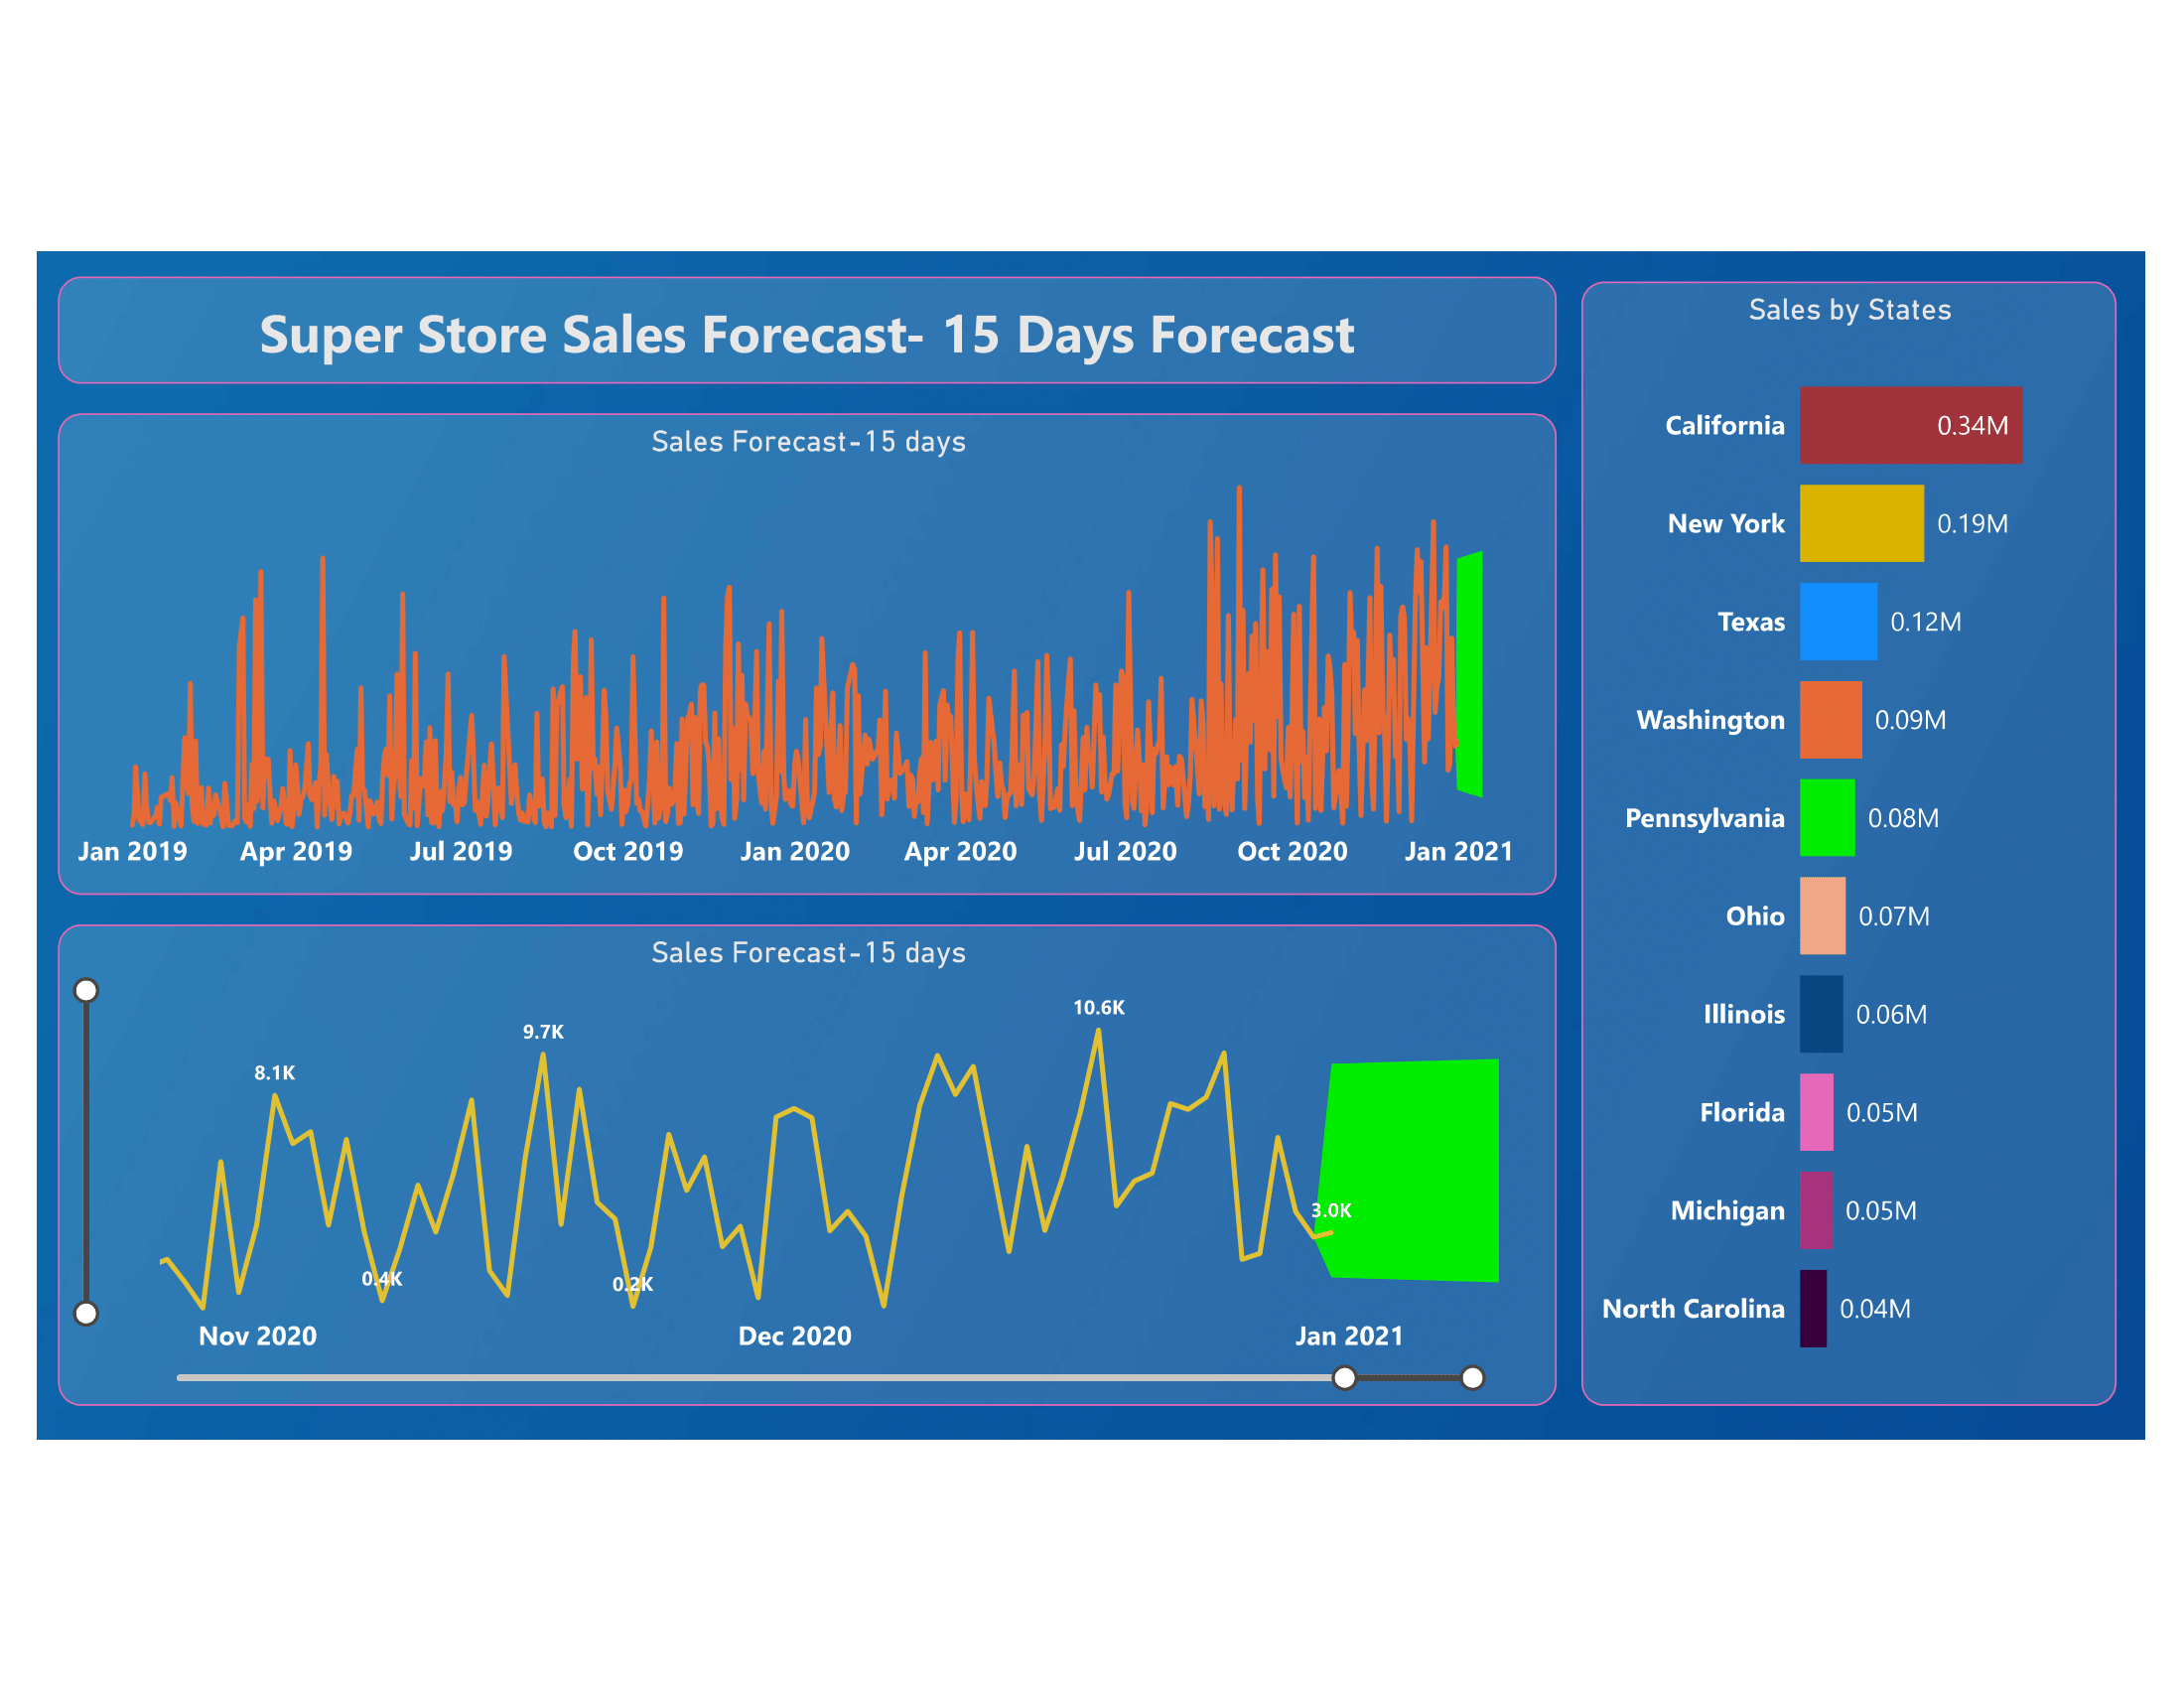 Super Store Sales Forecast- 15 Days Forecast
Sales Forecast-15 days
Jan 2019 Apr 2019 Jul 2019 Oct 2019 Jan 2020 Apr 2020 Jul 2020 Oct 2020 Jan 2021
Sales Forecast-15 days
10.6K
9.7K
8.1K
3.0K
0.4K
0.2K
Nov 2020 Dec 2020 Jan 2021
Sales by States
California 0.34M
New York 0.19M
Texas 0.12M
Washington 0.09M
Pennsylvania 0.08M
Ohio 0.07M
Illinois 0.06M
Florida 0.05M
Michigan 0.05M
North Carolina 0.04M